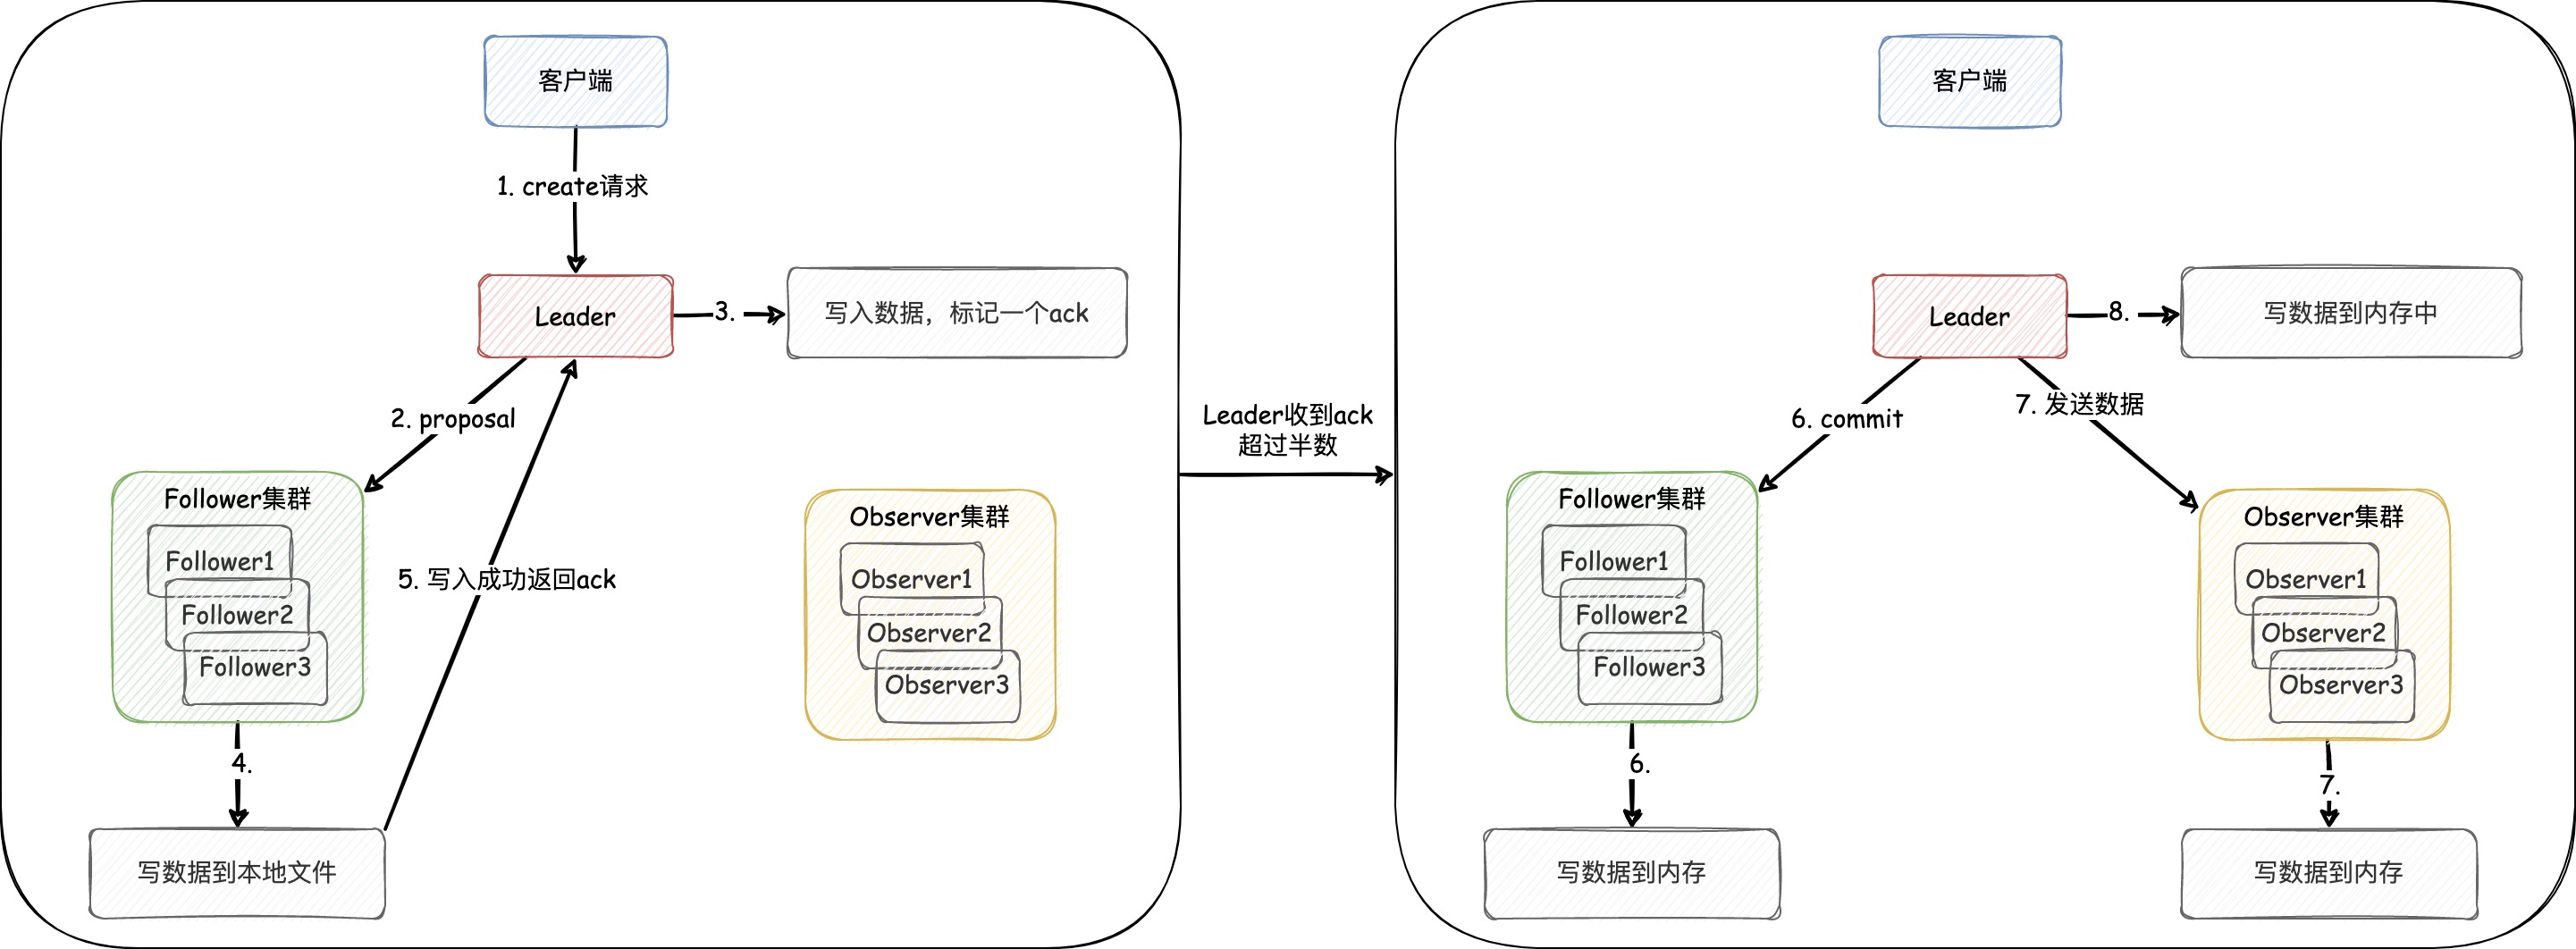 客户端
1. create请求
Leader
3.
写入数据，标记一个ack
2. proposal
Follower集群
Follower1
Follower2
Follower3
5. 写入成功返回ack
Observer集群
Observer1
Observer2
Observer3
4.
写数据到本地文件
Leader收到ack
超过半数
客户端
Leader
8.
写数据到内存中
6. commit
7. 发送数据
Follower集群
Follower1
Follower2
Follower3
Observer集群
Observer1
Observer2
Observer3
6.
7.
写数据到内存
写数据到内存